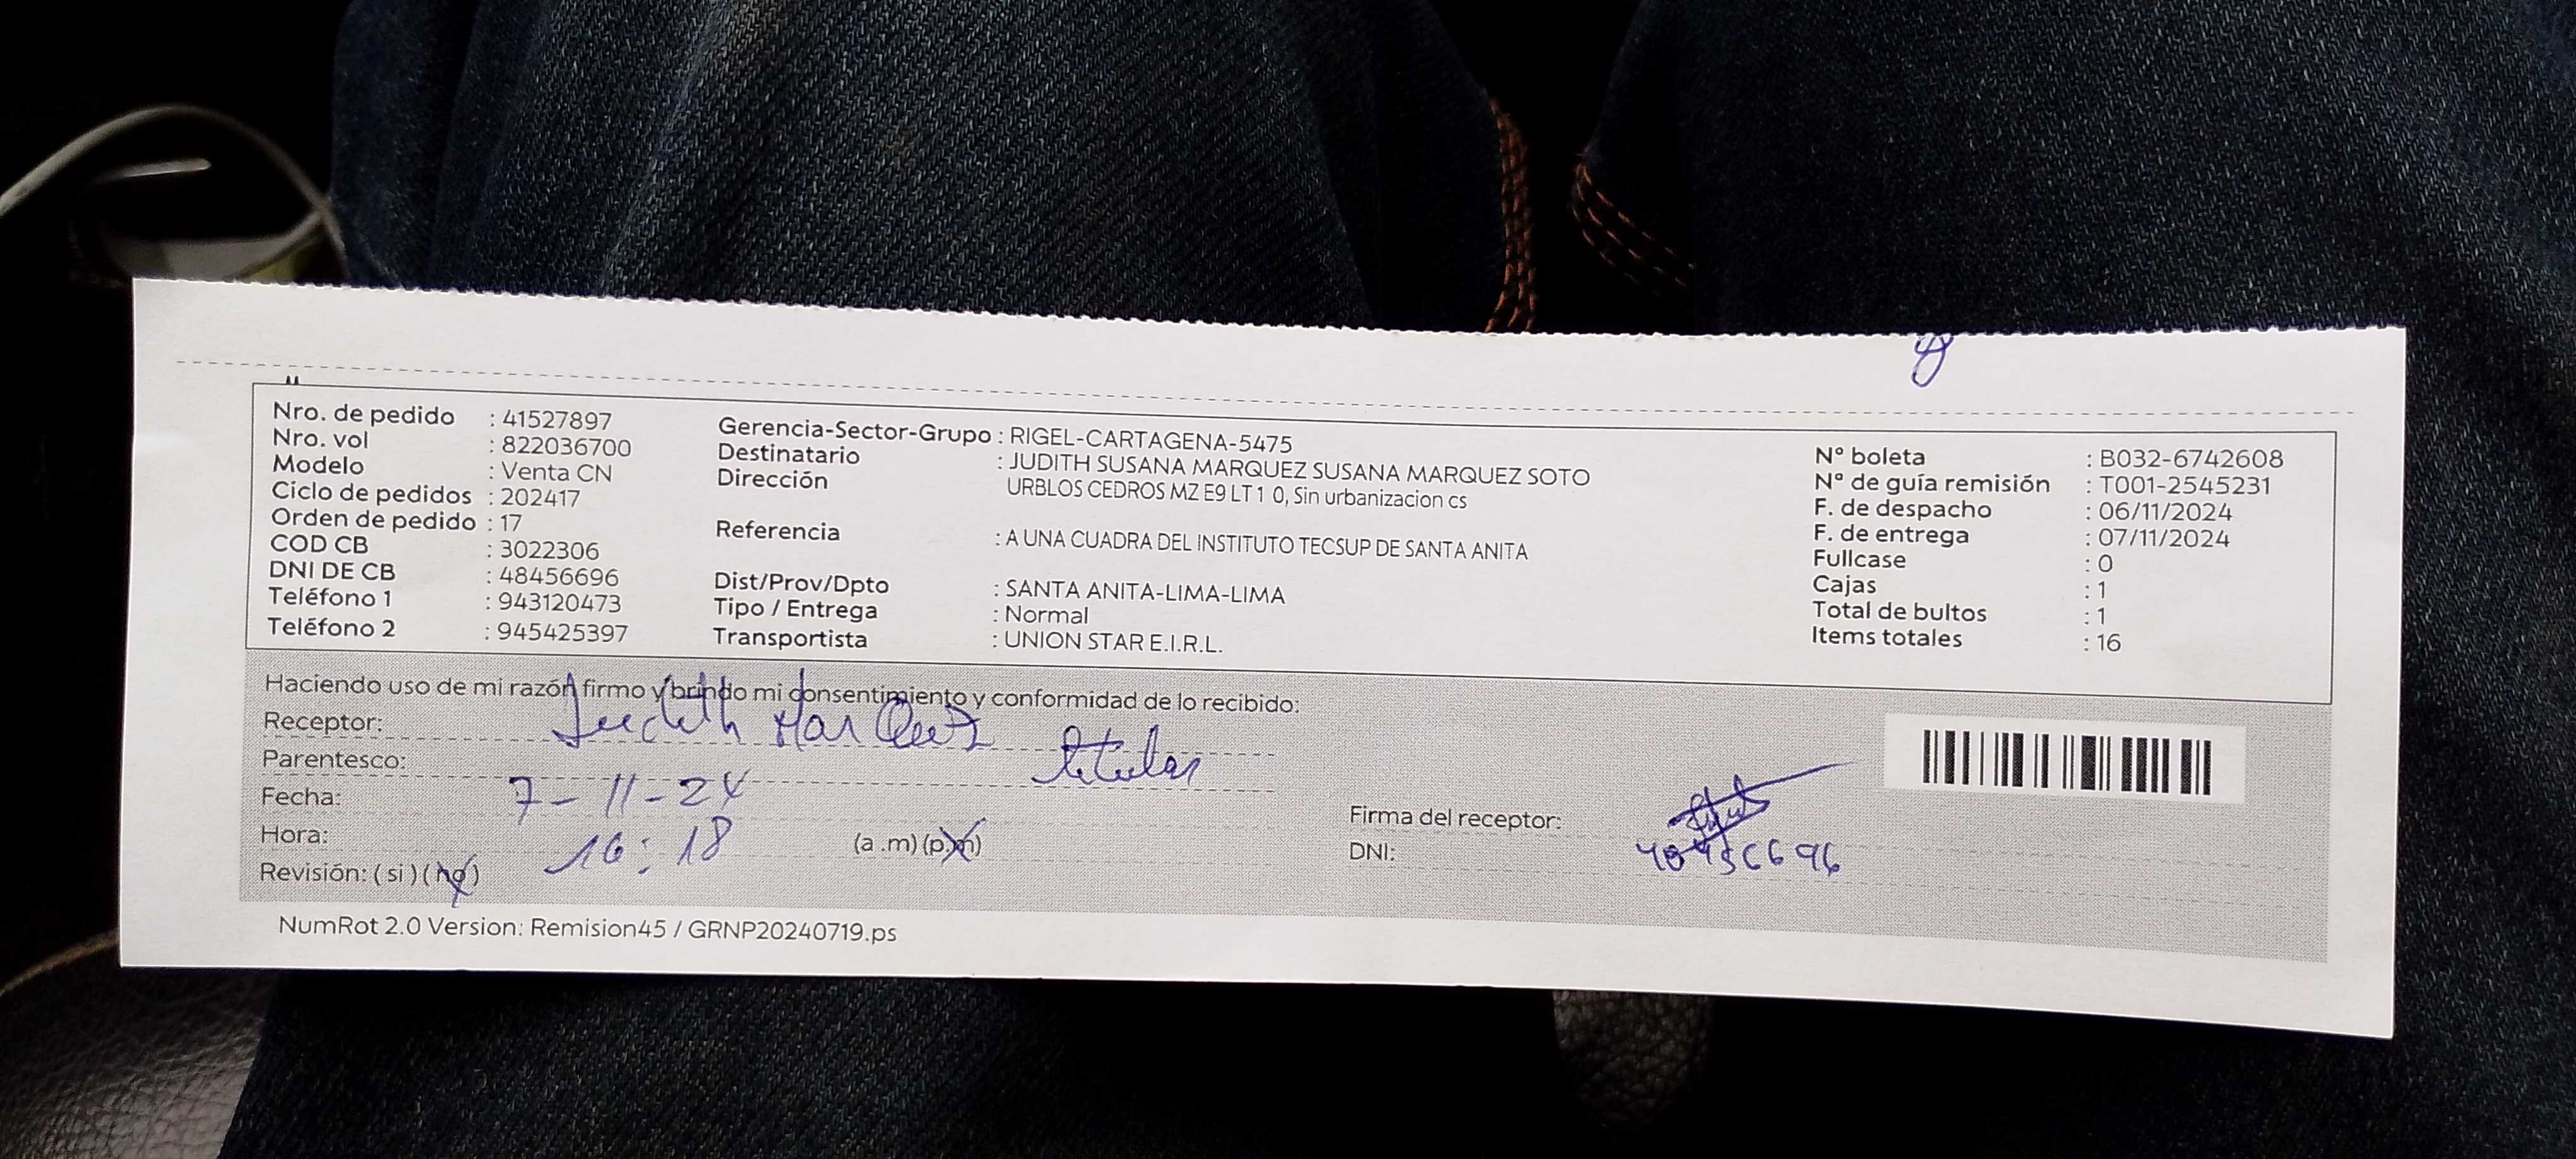 Nro. de pedido : 41527897
Nro. vol : 822036700
Modelo : Venta CN
Ciclo de pedidos : 202417
Orden de pedido : 17
COD CB : 3022306
DNI DE CB : 48456696
Teléfono 1 : 943120473
Teléfono 2 : 945425397
Gerencia-Sector-Grupo : RIGEL-CARTAGENA-5475
Destinatario : JUDITH SUSANA MARQUEZ SUSANA MARQUEZ SOTO
Dirección URBLOS CEDROS MZ E9 LT 1 0, Sin urbanizacion cs
Referencia : A UNA CUADRA DEL INSTITUTO TECSUP DE SANTA ANITA
Dist/Prov/Dpto : SANTA ANITA-LIMA-LIMA
Tipo / Entrega : Normal
Transportista : UNION STAR E.I.R.L.
N° boleta : B032-6742608
N° de guía remisión : T001-2545231
F. de despacho : 06/11/2024
F. de entrega : 07/11/2024
Fullcase : 0
Cajas : 1
Total de bultos : 1
Items totales : 16
Haciendo uso de mi razón firmo y brindo mi consentimiento y conformidad de lo recibido:
Receptor: Judith Marquez
Parentesco: titular
Fecha: 7-11-24
Hora: 16:18 (a .m) (p.m)
Revisión: ( si ) ( no )
Firma del receptor:
DNI: 48456696
NumRot 2.0 Version: Remision45 / GRNP20240719.ps